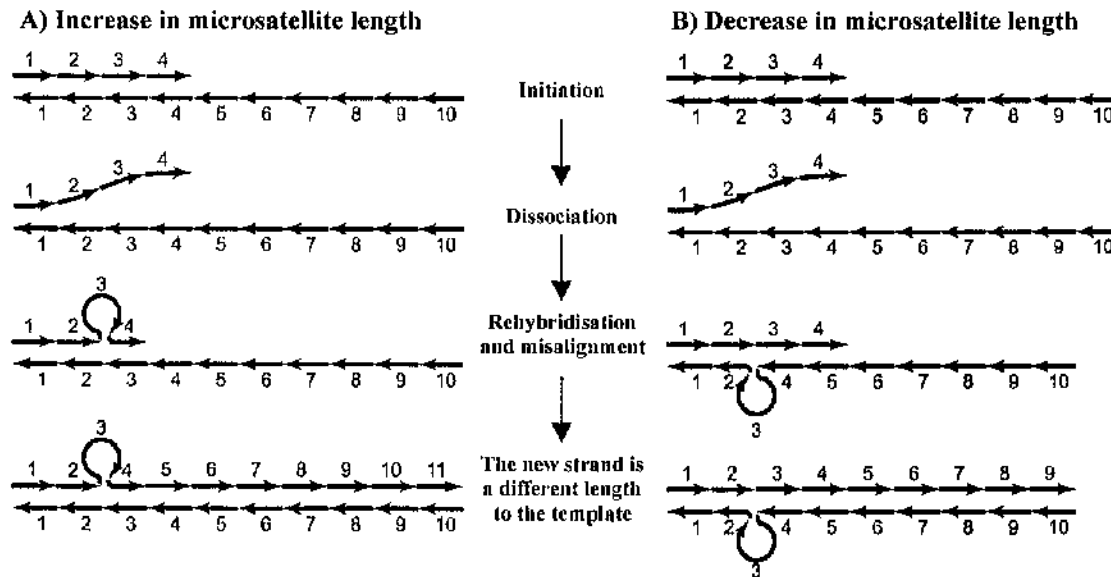 A) Increase in microsatellite length
1 2 3 4
1 2 3 4 5 6 7 8 9 10
1 2 3 4
1 2 3 4 5 6 7 8 9 10
3
1 2 4
1 2 3 4 5 6 7 8 9 10
3
1 2 4 5 6 7 8 9 10 11
1 2 3 4 5 6 7 8 9 10
Initiation
Dissociation
Rehybridisation
and misalignment
The new strand is
a different length
to the template
B) Decrease in microsatellite length
1 2 3 4
1 2 3 4 5 6 7 8 9 10
1 2 3 4
1 2 3 4 5 6 7 8 9 10
1 2 3 4
1 2 4 5 6 7 8 9 10
3
1 2 3 4 5 6 7 8 9
1 2 4 5 6 7 8 9 10
3